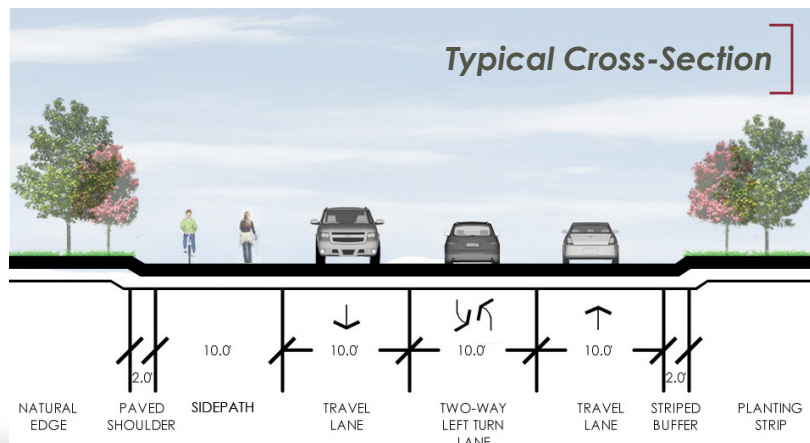 Typical Cross-Section
10.0'
10.0'
10.0'
10.0'
2.0'
2.0'
NATURAL
EDGE
PAVED
SHOULDER
SIDEPATH
TRAVEL
LANE
TWO-WAY
LEFT TURN
LANE
TRAVEL
LANE
STRIPED
BUFFER
PLANTING
STRIP